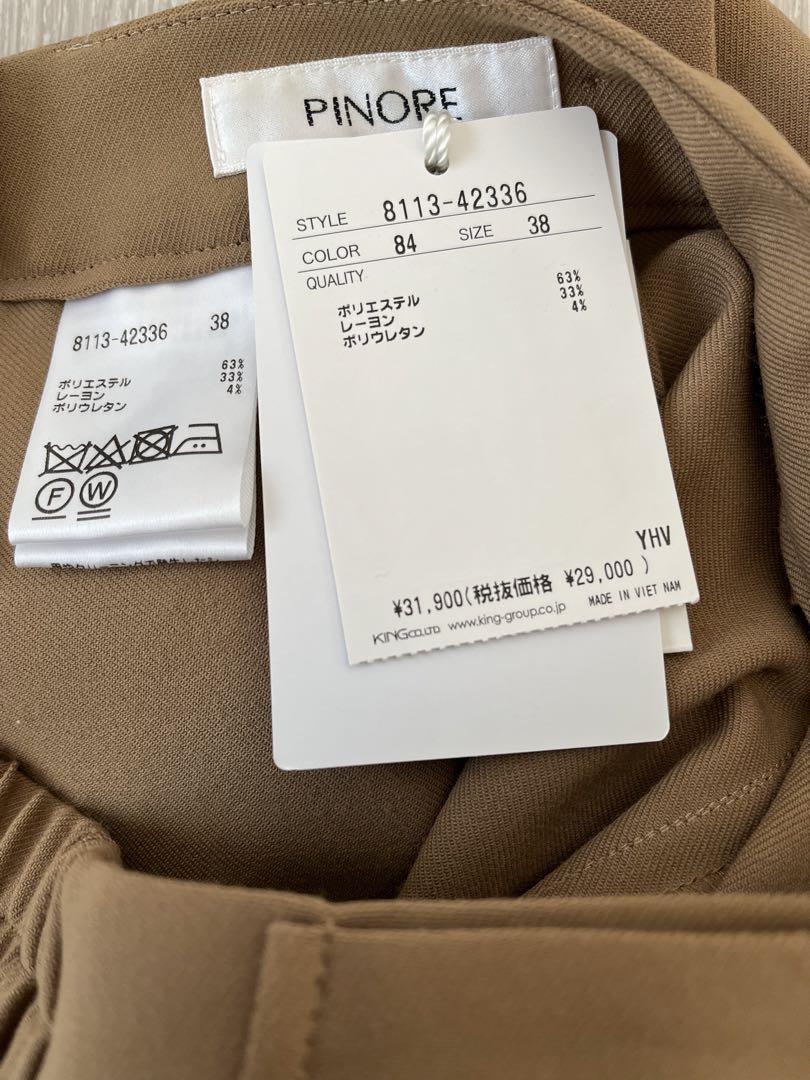 PINORE
STYLE 8113-42336
COLOR 84 SIZE 38
QUALITY
ポリエステル 63%
レーヨン 33%
ポリウレタン 4%
YHV
¥31,900(税抜価格 ¥29,000)
KING CO.,LTD. www.king-group.co.jp MADE IN VIET NAM
8113-42336 38
ポリエステル 63%
レーヨン 33%
ポリウレタン 4%
F W